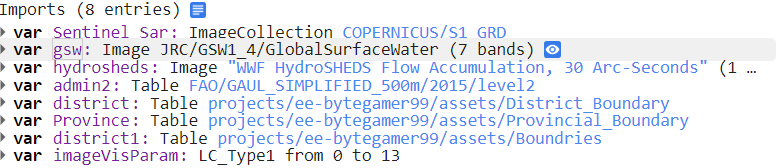 Imports (8 entries)
var Sentinel Sar: ImageCollection COPERNICUS/S1_GRD
var gsw: Image JRC/GSW1_4/GlobalSurfaceWater (7 bands)
var hydrosheds: Image "WWF HydroSHEDS Flow Accumulation, 30 Arc-Seconds" (1 …
var admin2: Table FAO/GAUL_SIMPLIFIED_500m/2015/level2
var district: Table projects/ee-bytegamer99/assets/District_Boundary
var Province: Table projects/ee-bytegamer99/assets/Provincial_Boundary
var district1: Table projects/ee-bytegamer99/assets/Boundries
var imageVisParam: LC_Type1 from 0 to 13